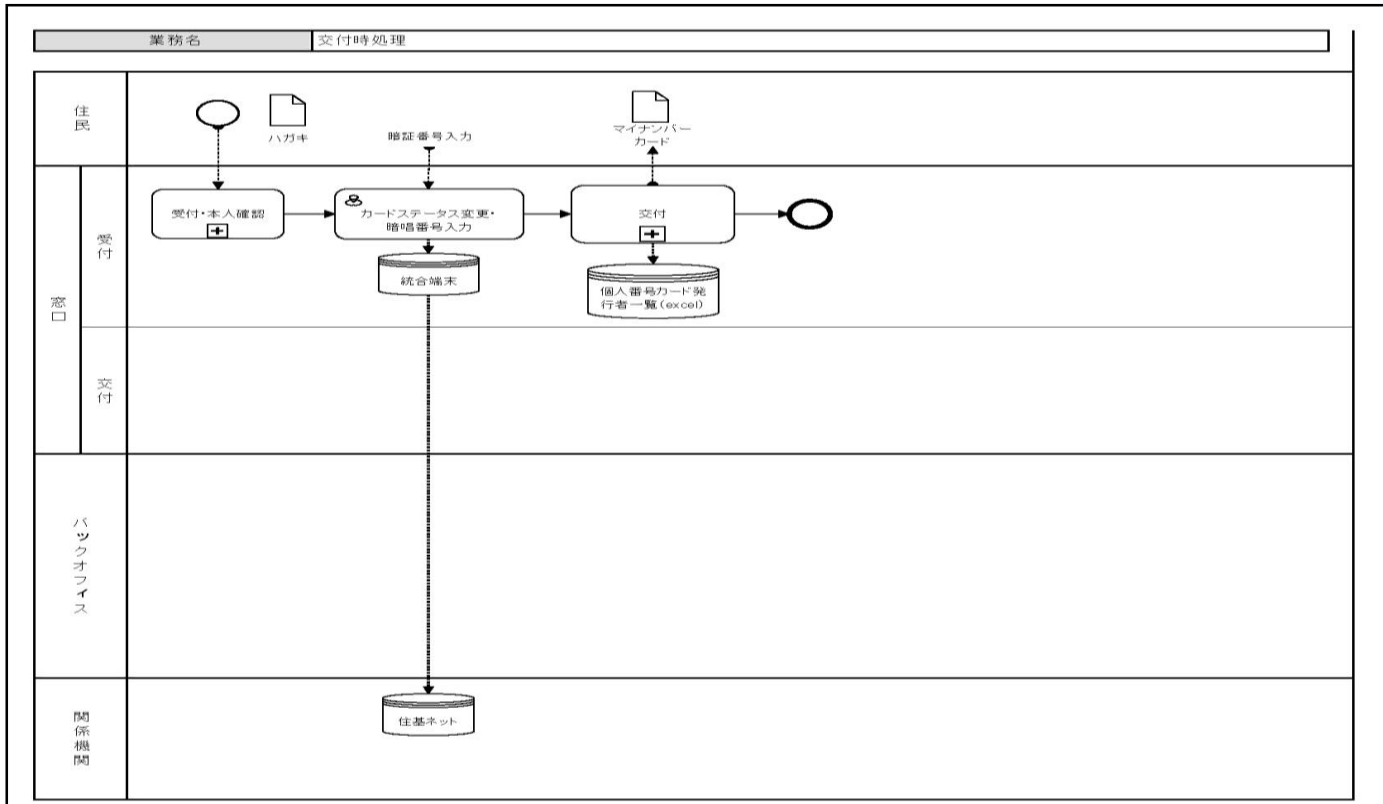 業務名
交付時処理
住民
ハガキ
暗証番号入力
マイナンバー
カード
窓口
受付
受付・本人確認
カードステータス変更・
暗唱番号入力
交付
統合端末
個人番号カード発
行者一覧(excel)
交付
バックオフィス
関係機関
住基ネット